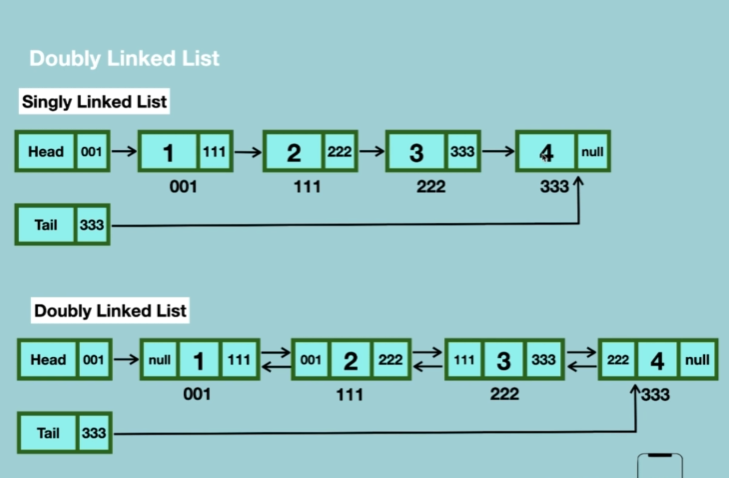 Doubly Linked List
Singly Linked List
Head 001 1 111 2 222 3 333 4 null
001 111 222 333
Tail 333
Doubly Linked List
Head 001 null 1 111 001 2 222 111 3 333 222 4 null
001 111 222 333
Tail 333